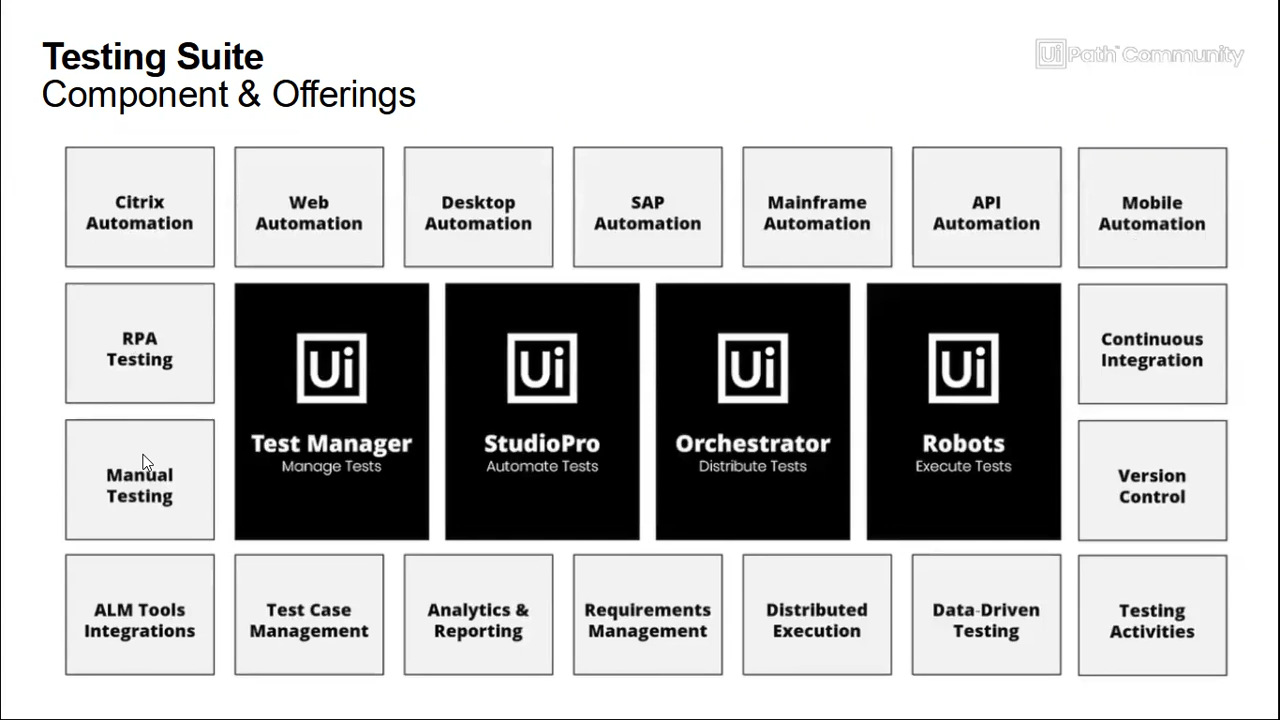 Testing Suite
Component & Offerings
Ui Path Community
Citrix
Automation
Web
Automation
Desktop
Automation
SAP
Automation
Mainframe
Automation
API
Automation
Mobile
Automation
RPA
Testing
Ui
Test Manager
Manage Tests
Ui
StudioPro
Automate Tests
Ui
Orchestrator
Distribute Tests
Ui
Robots
Execute Tests
Continuous
Integration
Manual
Testing
Version
Control
ALM Tools
Integrations
Test Case
Management
Analytics &
Reporting
Requirements
Management
Distributed
Execution
Data-Driven
Testing
Testing
Activities